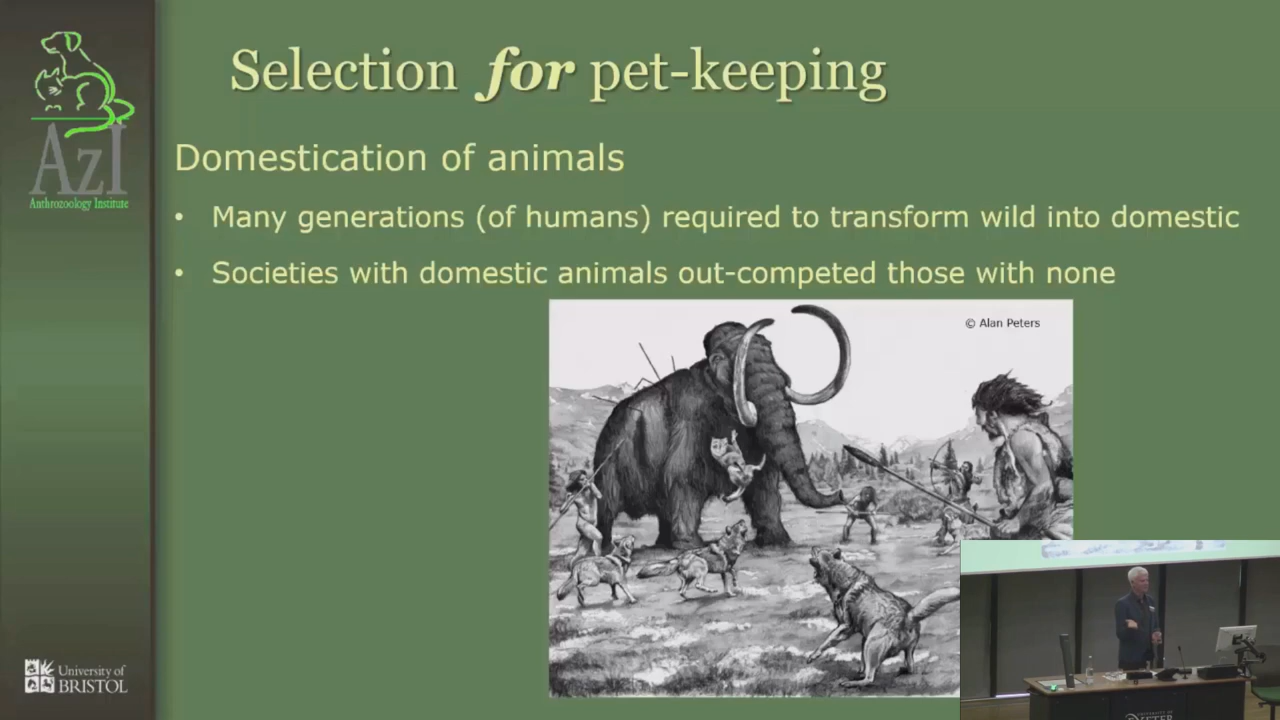 Selection for pet-keeping
AzI
Anthrozoology Institute
Domestication of animals
• Many generations (of humans) required to transform wild into domestic
• Societies with domestic animals out-competed those with none
© Alan Peters
University of
BRISTOL